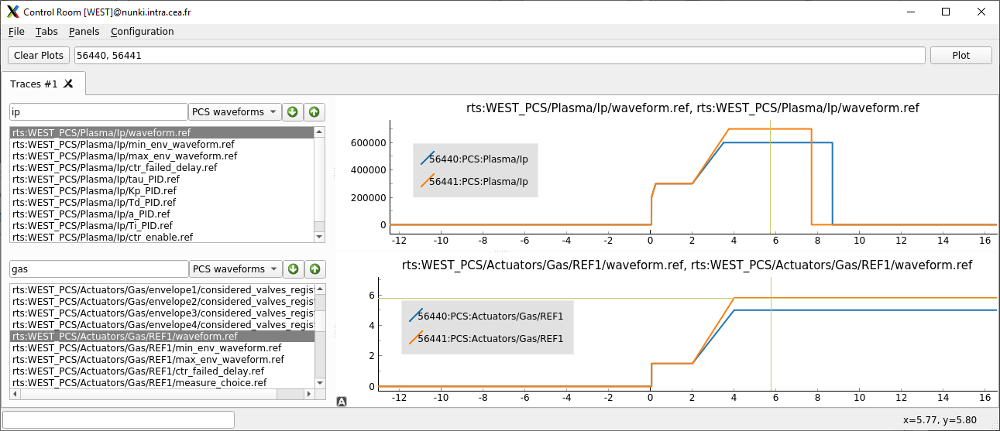 Control Room [WEST]@nunki.intra.cea.fr
File Tabs Panels Configuration
Clear Plots 56440, 56441 Plot
Traces #1
ip PCS waveforms
rts:WEST_PCS/Plasma/Ip/waveform.ref
rts:WEST_PCS/Plasma/Ip/min_env_waveform.ref
rts:WEST_PCS/Plasma/Ip/max_env_waveform.ref
rts:WEST_PCS/Plasma/Ip/ctr_failed_delay.ref
rts:WEST_PCS/Plasma/Ip/tau_PID.ref
rts:WEST_PCS/Plasma/Ip/Kp_PID.ref
rts:WEST_PCS/Plasma/Ip/Td_PID.ref
rts:WEST_PCS/Plasma/Ip/a_PID.ref
rts:WEST_PCS/Plasma/Ip/Ti_PID.ref
rts:WEST_PCS/Plasma/Ip/ctr_enable.ref
rts:WEST_PCS/Plasma/Ip/waveform.ref, rts:WEST_PCS/Plasma/Ip/waveform.ref
600000
400000
200000
0
56440:PCS:Plasma/Ip
56441:PCS:Plasma/Ip
-12 -10 -8 -6 -4 -2 0 2 4 6 8 10 12 14 16
gas PCS waveforms
rts:WEST_PCS/Actuators/Gas/envelope1/considered_valves_regist
rts:WEST_PCS/Actuators/Gas/envelope2/considered_valves_regist
rts:WEST_PCS/Actuators/Gas/envelope3/considered_valves_regist
rts:WEST_PCS/Actuators/Gas/envelope4/considered_valves_regist
rts:WEST_PCS/Actuators/Gas/REF1/waveform.ref
rts:WEST_PCS/Actuators/Gas/REF1/min_env_waveform.ref
rts:WEST_PCS/Actuators/Gas/REF1/max_env_waveform.ref
rts:WEST_PCS/Actuators/Gas/REF1/ctr_failed_delay.ref
rts:WEST_PCS/Actuators/Gas/REF1/measure_choice.ref
rts:WEST_PCS/Actuators/Gas/REF1/waveform.ref, rts:WEST_PCS/Actuators/Gas/REF1/waveform.ref
6
4
2
0
56440:PCS:Actuators/Gas/REF1
56441:PCS:Actuators/Gas/REF1
-12 -10 -8 -6 -4 -2 0 2 4 6 8 10 12 14 16
A
x=5.77, y=5.80